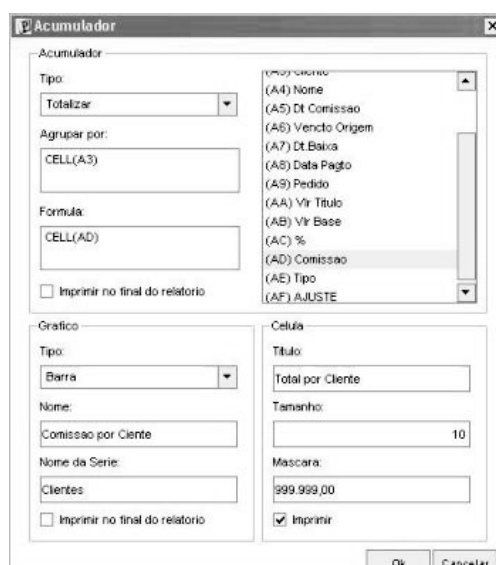 Acumulador
Acumulador
Tipo:
Totalizar
Agrupar por:
CELL(A3)
Formula:
CELL(AD)
Imprimir no final do relatorio
(A3) Cliente
(A4) Nome
(A5) Dt Comissao
(A6) Vencto Origem
(A7) Dt.Baixa
(A8) Data Pagto
(A9) Pedido
(AA) Vlr Titulo
(AB) Vlr Base
(AC) %
(AD) Comissao
(AE) Tipo
(AF) AJUSTE
Grafico
Tipo:
Barra
Nome:
Comissao por Ciente
Nome da Serie:
Clientes
Imprimir no final do relatorio
Celula
Titulo:
Total por Cliente
Tamanho:
10
Mascara:
999.999,00
Imprimir
Ok
Cancelar